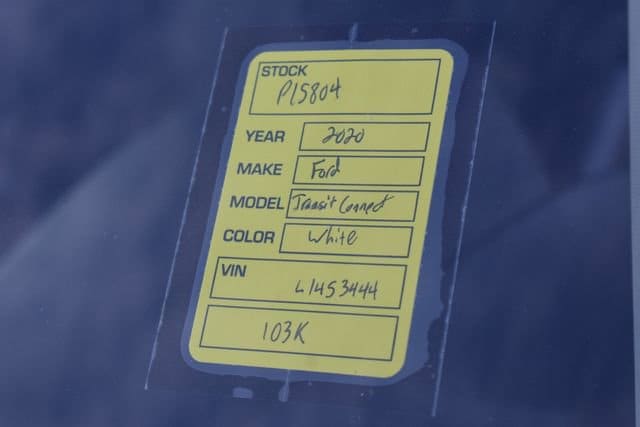 STOCK
P15804
YEAR 2020
MAKE Ford
MODEL Transit Connect
COLOR White
VIN
L1453444
103K